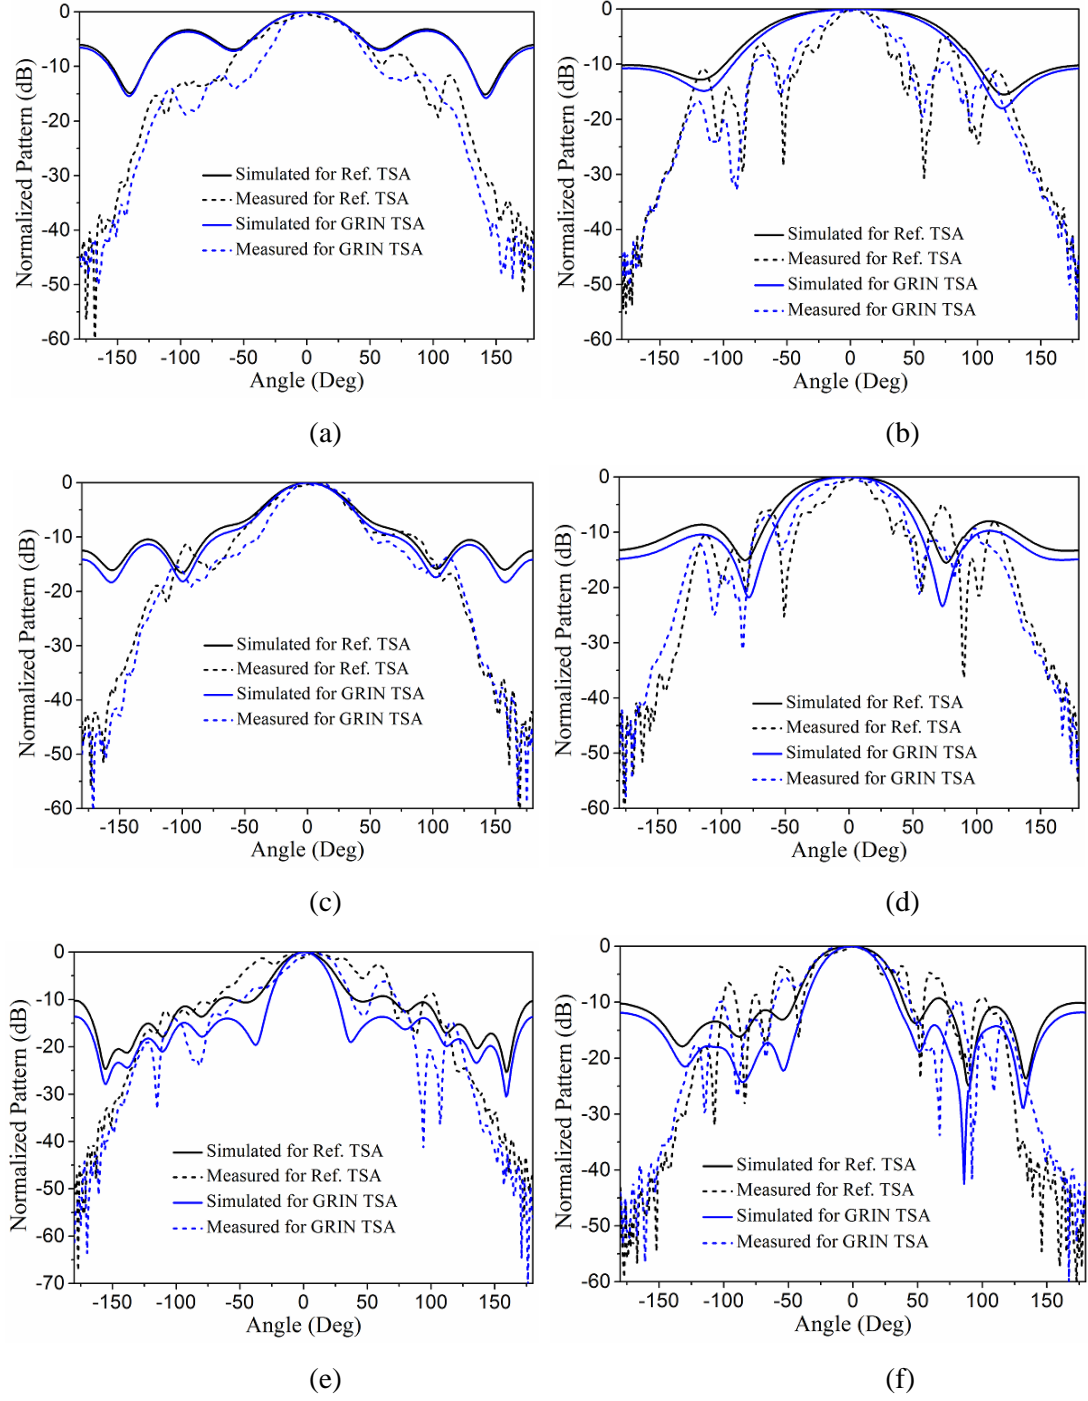 0
-10
-20
-30
-40
-50
-60
Normalized Pattern (dB)
Simulated for Ref. TSA
Measured for Ref. TSA
Simulated for GRIN TSA
Measured for GRIN TSA
-150 -100 -50 0 50 100 150
Angle (Deg)
(a)
0
-10
-20
-30
-40
-50
-60
Normalized Pattern (dB)
Simulated for Ref. TSA
Measured for Ref. TSA
Simulated for GRIN TSA
Measured for GRIN TSA
-150 -100 -50 0 50 100 150
Angle (Deg)
(b)
0
-10
-20
-30
-40
-50
-60
Normalized Pattern (dB)
Simulated for Ref. TSA
Measured for Ref. TSA
Simulated for GRIN TSA
Measured for GRIN TSA
-150 -100 -50 0 50 100 150
Angle (Deg)
(c)
0
-10
-20
-30
-40
-50
-60
Normalized Pattern (dB)
Simulated for Ref. TSA
Measured for Ref. TSA
Simulated for GRIN TSA
Measured for GRIN TSA
-150 -100 -50 0 50 100 150
Angle (Deg)
(d)
0
-10
-20
-30
-40
-50
-60
-70
Normalized Pattern (dB)
Simulated for Ref. TSA
Measured for Ref. TSA
Simulated for GRIN TSA
Measured for GRIN TSA
-150 -100 -50 0 50 100 150
Angle (Deg)
(e)
0
-10
-20
-30
-40
-50
-60
Normalized Pattern (dB)
Simulated for Ref. TSA
Measured for Ref. TSA
Simulated for GRIN TSA
Measured for GRIN TSA
-150 -100 -50 0 50 100 150
Angle (Deg)
(f)